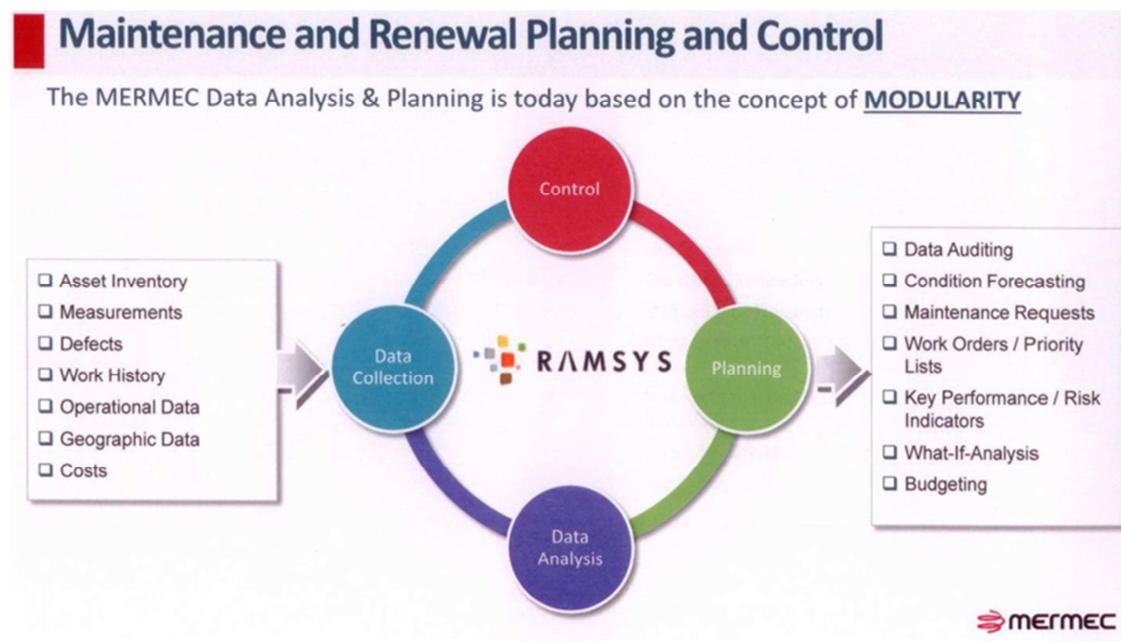 Maintenance and Renewal Planning and Control
The MERMEC Data Analysis & Planning is today based on the concept of MODULARITY
Control
Asset Inventory
Measurements
Defects
Work History
Operational Data
Geographic Data
Costs
Data
Collection
RAMSYS
Planning
Data
Analysis
Data Auditing
Condition Forecasting
Maintenance Requests
Work Orders / Priority
Lists
Key Performance / Risk
Indicators
What-If-Analysis
Budgeting
mermec